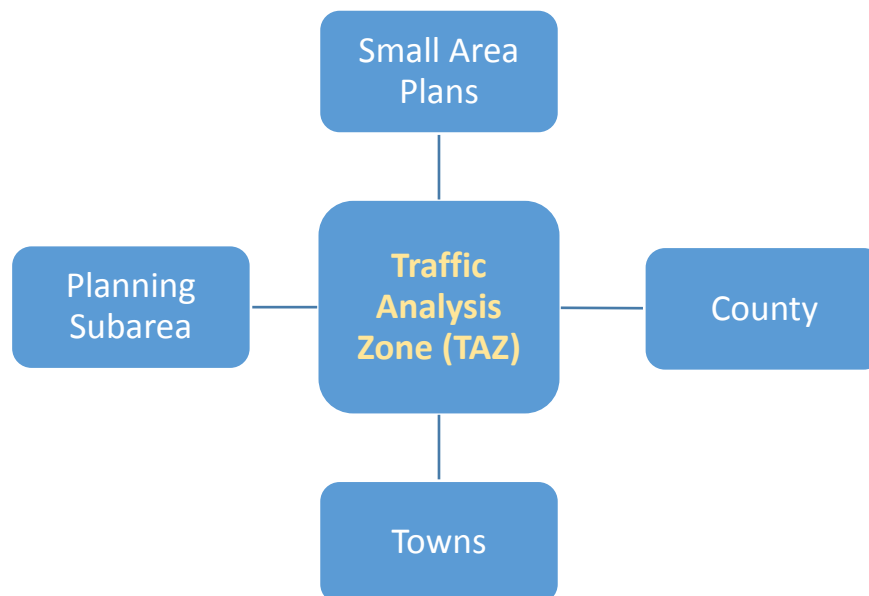 Small Area
Plans
Planning
Subarea
Traffic
Analysis
Zone (TAZ)
County
Towns